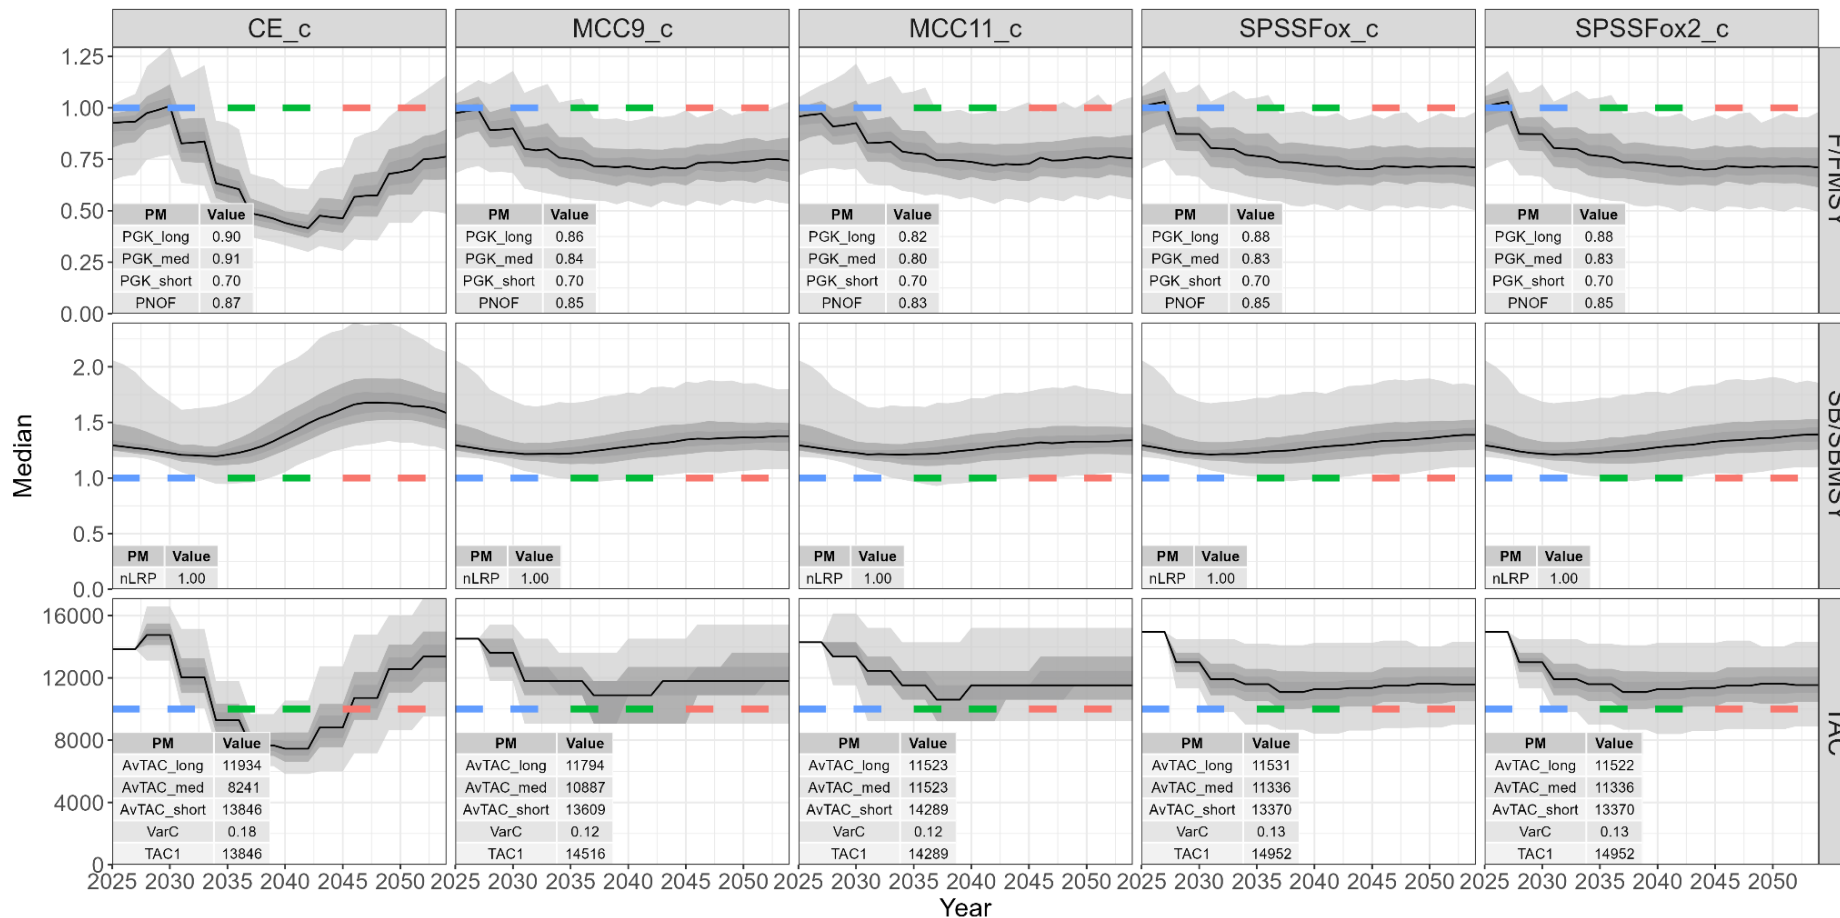 CE_c MCC9_c MCC11_c SPSSFox_c SPSSFox2_c
1.25
1.00
0.75
0.50
0.25
0.00
PM Value
PGK_long 0.90
PGK_med 0.91
PGK_short 0.70
PNOF 0.87
PM Value
PGK_long 0.86
PGK_med 0.84
PGK_short 0.70
PNOF 0.85
PM Value
PGK_long 0.82
PGK_med 0.80
PGK_short 0.70
PNOF 0.83
PM Value
PGK_long 0.88
PGK_med 0.83
PGK_short 0.70
PNOF 0.85
PM Value
PGK_long 0.88
PGK_med 0.83
PGK_short 0.70
PNOF 0.85
F/FMSY
Median
2.0
1.5
1.0
0.5
0.0
PM Value
nLRP 1.00
PM Value
nLRP 1.00
PM Value
nLRP 1.00
PM Value
nLRP 1.00
PM Value
nLRP 1.00
SB/SBMSY
16000
12000
8000
4000
0
PM Value
AvTAC_long 11934
AvTAC_med 8241
AvTAC_short 13846
VarC 0.18
TAC1 13846
PM Value
AvTAC_long 11794
AvTAC_med 10887
AvTAC_short 13609
VarC 0.12
TAC1 14516
PM Value
AvTAC_long 11523
AvTAC_med 11523
AvTAC_short 14289
VarC 0.12
TAC1 14289
PM Value
AvTAC_long 11531
AvTAC_med 11336
AvTAC_short 13370
VarC 0.13
TAC1 14952
PM Value
AvTAC_long 11522
AvTAC_med 11336
AvTAC_short 13370
VarC 0.13
TAC1 14952
TAC
2025 2030 2035 2040 2045 2050 2025 2030 2035 2040 2045 2050 2025 2030 2035 2040 2045 2050 2025 2030 2035 2040 2045 2050 2025 2030 2035 2040 2045 2050
Year